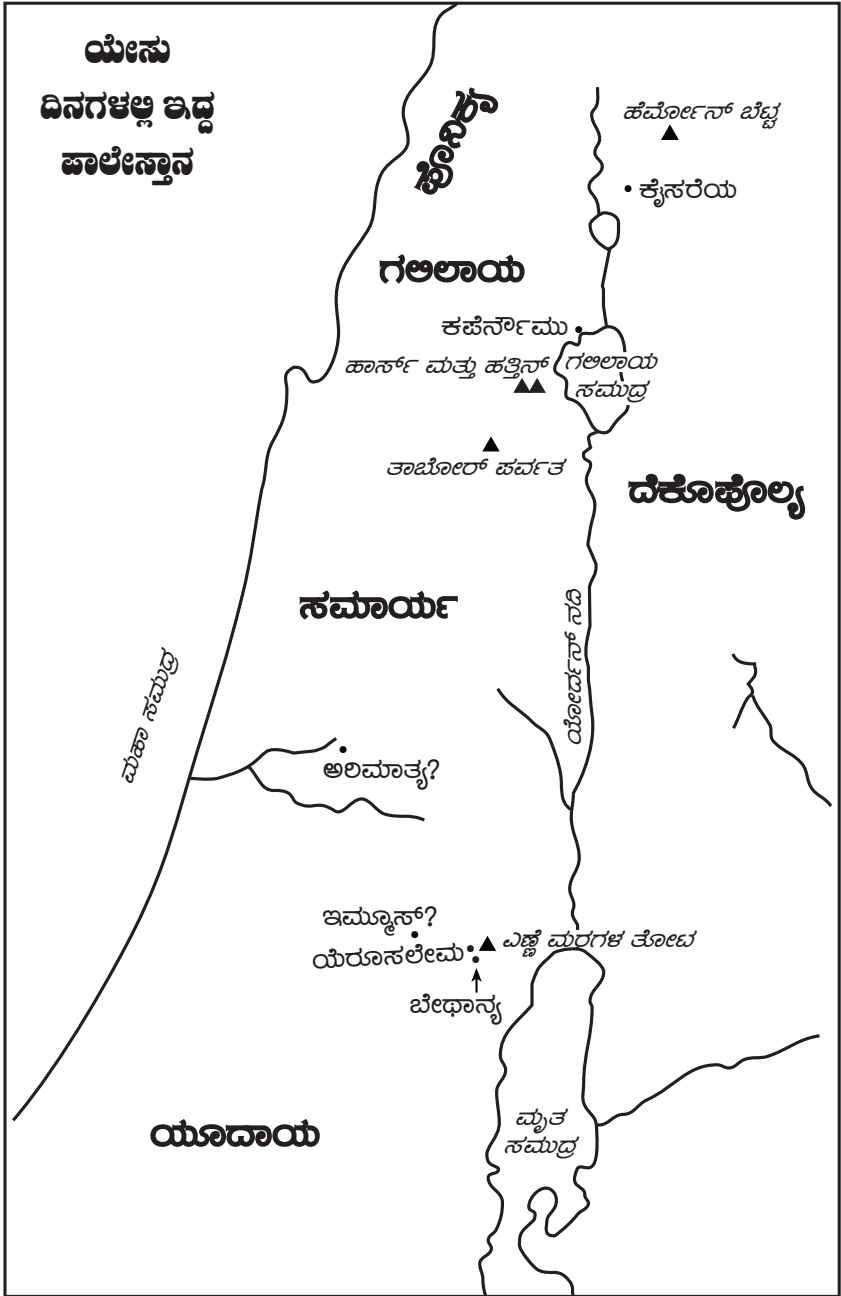 ಯೇಸು
ದಿನಗಳಲ್ಲಿ ಇದ್ದ
ಪಾಲೇಸ್ತಾನ
ಹೆರ್ಮೋನ್ ಬೆಟ್ಟ
ಕೈಸರೆಯ
ಗಲಿಲಾಯ
ಕಪೆರ್ನೌಮು
ಹಾರ್ಸ್ ಮತ್ತು ಹತ್ತಿನ್
ಗಲಿಲಾಯ
ಸಮುದ್ರ
ತಾಬೋರ್ ಪರ್ವತ
ದೆಕೊಪೊಲ್ಯ
ಸಮಾರ್ಯ
ಯೋರ್ದನ್ ನದಿ
ಮಹಾ ಸಮುದ್ರ
ಅರಿಮಾತ್ಯ?
ಇಮ್ಮೂಸ್?
ಎಣ್ಣೆ ಮರಗಳ ತೋಟ
ಯೆರೂಸಲೇಮ
ಬೇಥಾನ್ಯ
ಯೂದಾಯ
ಮೃತ
ಸಮುದ್ರ